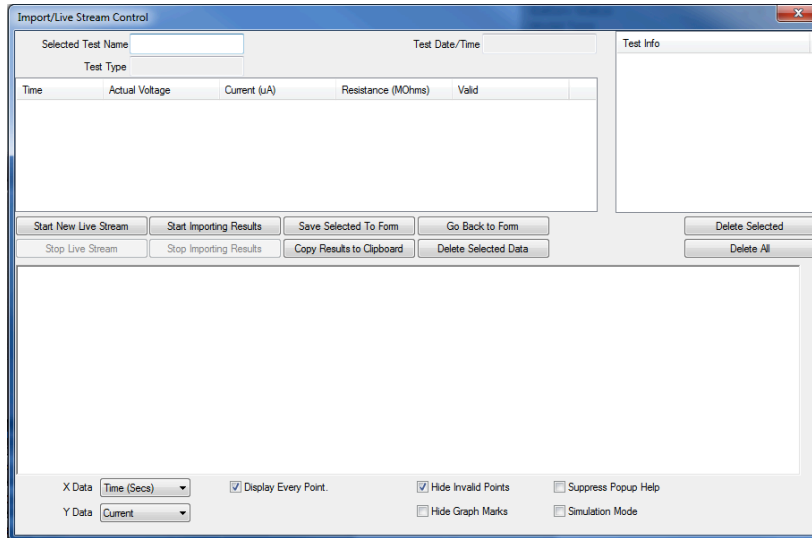 Import/Live Stream Control
Selected Test Name
Test Date/Time
Test Info
Test Type
Time Actual Voltage Current (uA) Resistance (MOhms) Valid
Start New Live Stream Start Importing Results Save Selected To Form Go Back to Form Delete Selected
Stop Live Stream Stop Importing Results Copy Results to Clipboard Delete Selected Data Delete All
X Data Time (Secs) Display Every Point. Hide Invalid Points Suppress Popup Help
Y Data Current Hide Graph Marks Simulation Mode